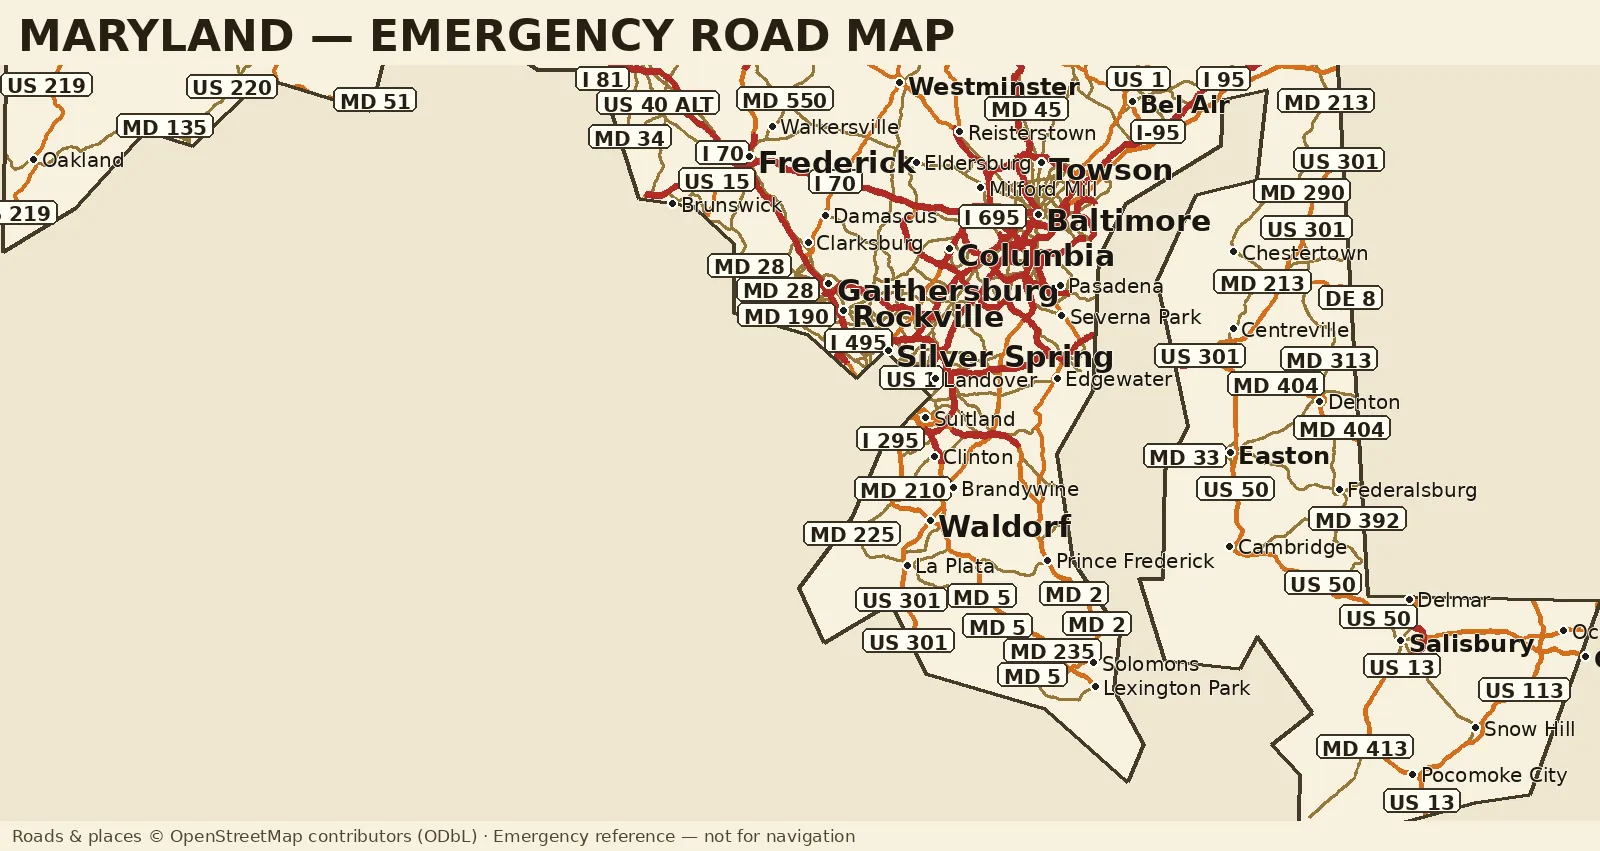 MARYLAND — EMERGENCY ROAD MAP
US 219
US 220
MD 51
I 81
US 40 ALT
MD 550
Westminster
MD 45
US 1
I 95
Bel Air
MD 213
MD 135
MD 34
Walkersville
Reisterstown
I-95
Oakland
I 70
Frederick
Eldersburg
Towson
US 301
US 15
I 70
Milford Mill
MD 290
219
Brunswick
Damascus
I 695
Baltimore
US 301
Clarksburg
Columbia
Chestertown
MD 28
MD 28
Gaithersburg
Pasadena
MD 213
DE 8
MD 190
Rockville
Severna Park
Centreville
I 495
Silver Spring
US 301
MD 313
US 1
Landover
Edgewater
MD 404
Denton
Suitland
MD 404
I 295
Clinton
MD 33
Easton
MD 210
Brandywine
US 50
Federalsburg
MD 225
Waldorf
MD 392
La Plata
Prince Frederick
Cambridge
US 301
MD 5
MD 2
US 50
Delmar
US 301
MD 5
MD 2
US 50
Salisbury
Oc
MD 235
Solomons
US 13
MD 5
Lexington Park
US 113
Snow Hill
MD 413
Pocomoke City
US 13
Roads & places © OpenStreetMap contributors (ODbL) · Emergency reference — not for navigation